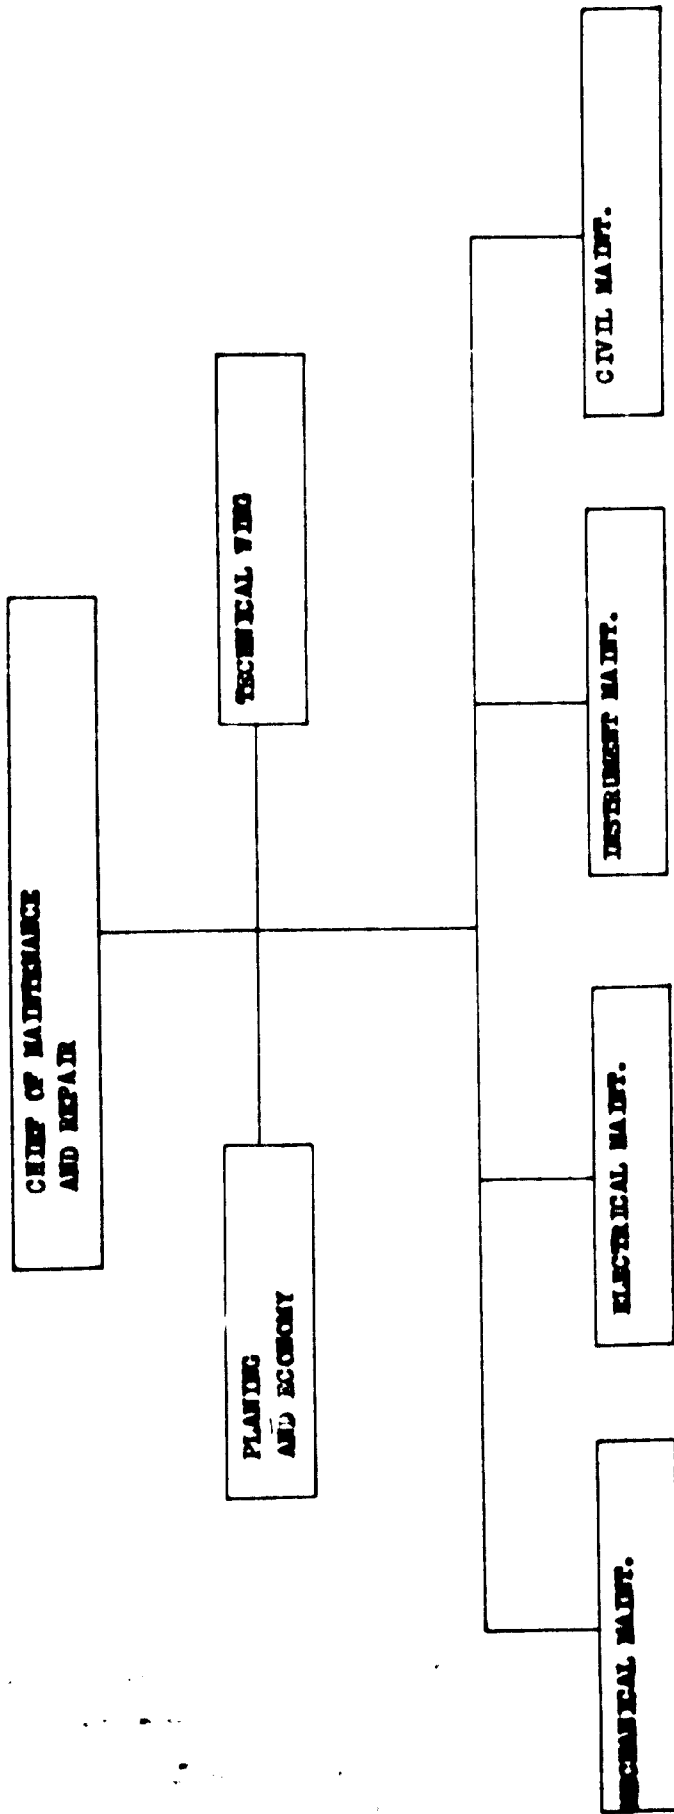 CHIEF OF MAINTENANCE
AND REPAIR
PLANING
AND ECONOMY
TECHNICAL WING
MECHANICAL MAINT.
ELECTRICAL MAINT.
INSTRUMENT MAINT.
CIVIL MAINT.